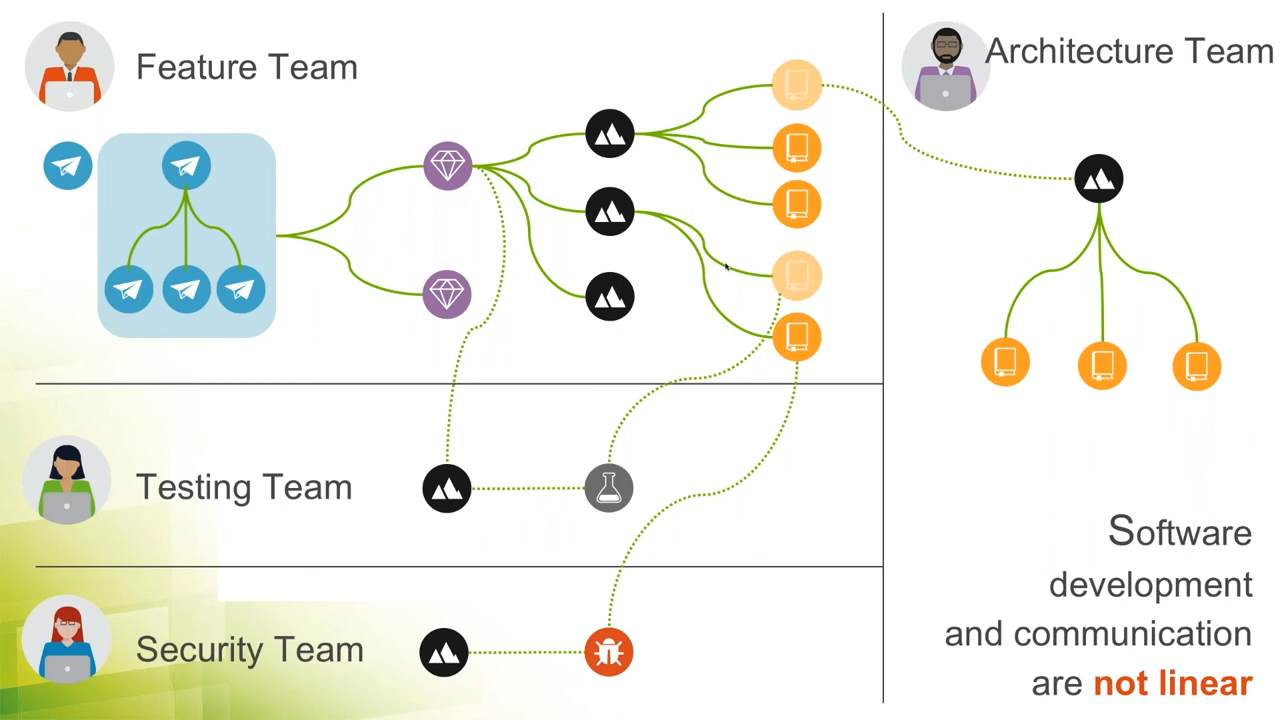 Feature Team
Architecture Team
Testing Team
Security Team
Software
development
and communication
are not linear